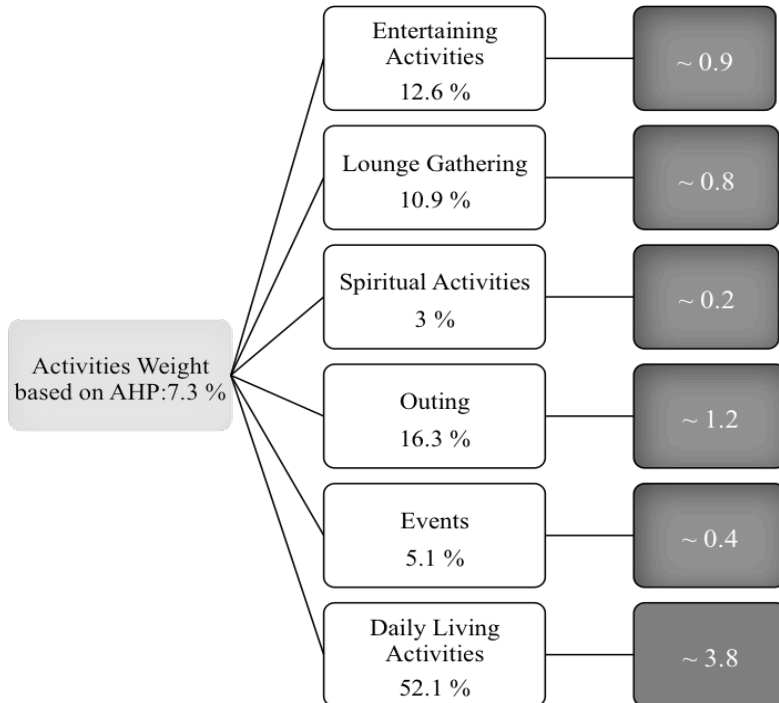 Entertaining
Activities
12.6 %
~ 0.9
Lounge Gathering
10.9 %
~ 0.8
Spiritual Activities
3 %
~ 0.2
Activities Weight
based on AHP:7.3 %
Outing
16.3 %
~ 1.2
Events
5.1 %
~ 0.4
Daily Living
Activities
52.1 %
~ 3.8